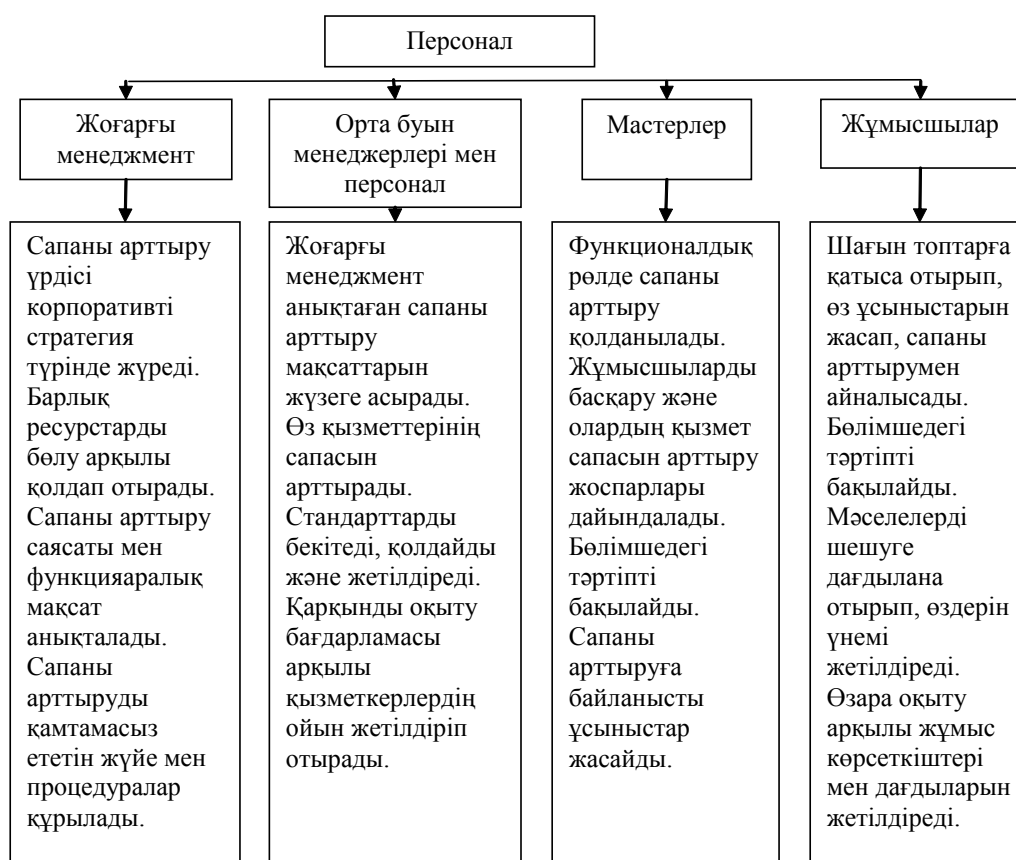 Персонал
Жоғарғы
менеджмент
Орта буын
менеджерлері мен
персонал
Мастерлер
Жұмысшылар
Сапаны арттыру
үрдісі
корпоративті
стратегия
түрінде жүреді.
Барлық
ресурстарды
бөлу арқылы
қолдап отырады.
Сапаны арттыру
саясаты мен
функцияаралық
мақсат
анықталады.
Сапаны
арттыруды
қамтамасыз
ететін жүйе мен
процедуралар
құрылады.
Жоғарғы
менеджмент
анықтаған сапаны
арттыру
мақсаттарын
жүзеге асырады.
Өз қызметтерінің
сапасын
арттырады.
Стандарттарды
бекітеді, қолдайды
және жетілдіреді.
Қарқынды оқыту
бағдарламасы
арқылы
қызметкерлердің
ойын жетілдіріп
отырады.
Функционалдық
рөлде сапаны
арттыру
қолданылады.
Жұмысшыларды
басқару және
олардың қызмет
сапасын арттыру
жоспарлары
дайындалады.
Бөлімшедегі
тәртіпті
бақылайды.
Сапаны
арттыруға
байланысты
ұсыныстар
жасайды.
Шағын топтарға
қатыса отырып,
өз ұсыныстарын
жасап, сапаны
арттырумен
айналысады.
Бөлімшедегі
тәртіпті
бақылайды.
Мәселелерді
шешуге
дағдылана
отырып, өздерін
үнемі
жетілдіреді.
Өзара оқыту
арқылы жұмыс
көрсеткіштері
мен дағдыларын
жетілдіреді.